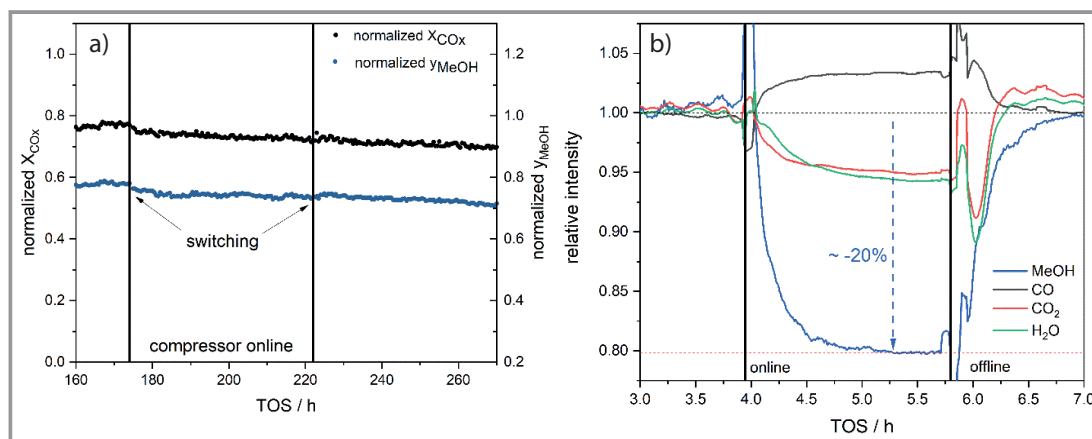 a)
normalized X_COx
normalized y_MeOH
1.0
0.8
0.6
0.4
0.2
0.0
normalized X_COx
1.2
1.0
0.8
0.6
0.4
0.2
normalized y_MeOH
switching
compressor online
160 180 200 220 240 260
TOS / h
b)
1.00
0.95
0.90
0.85
0.80
relative intensity
~ -20%
MeOH
CO
CO₂
H₂O
online
offline
3.0 3.5 4.0 4.5 5.0 5.5 6.0 6.5 7.0
TOS / h